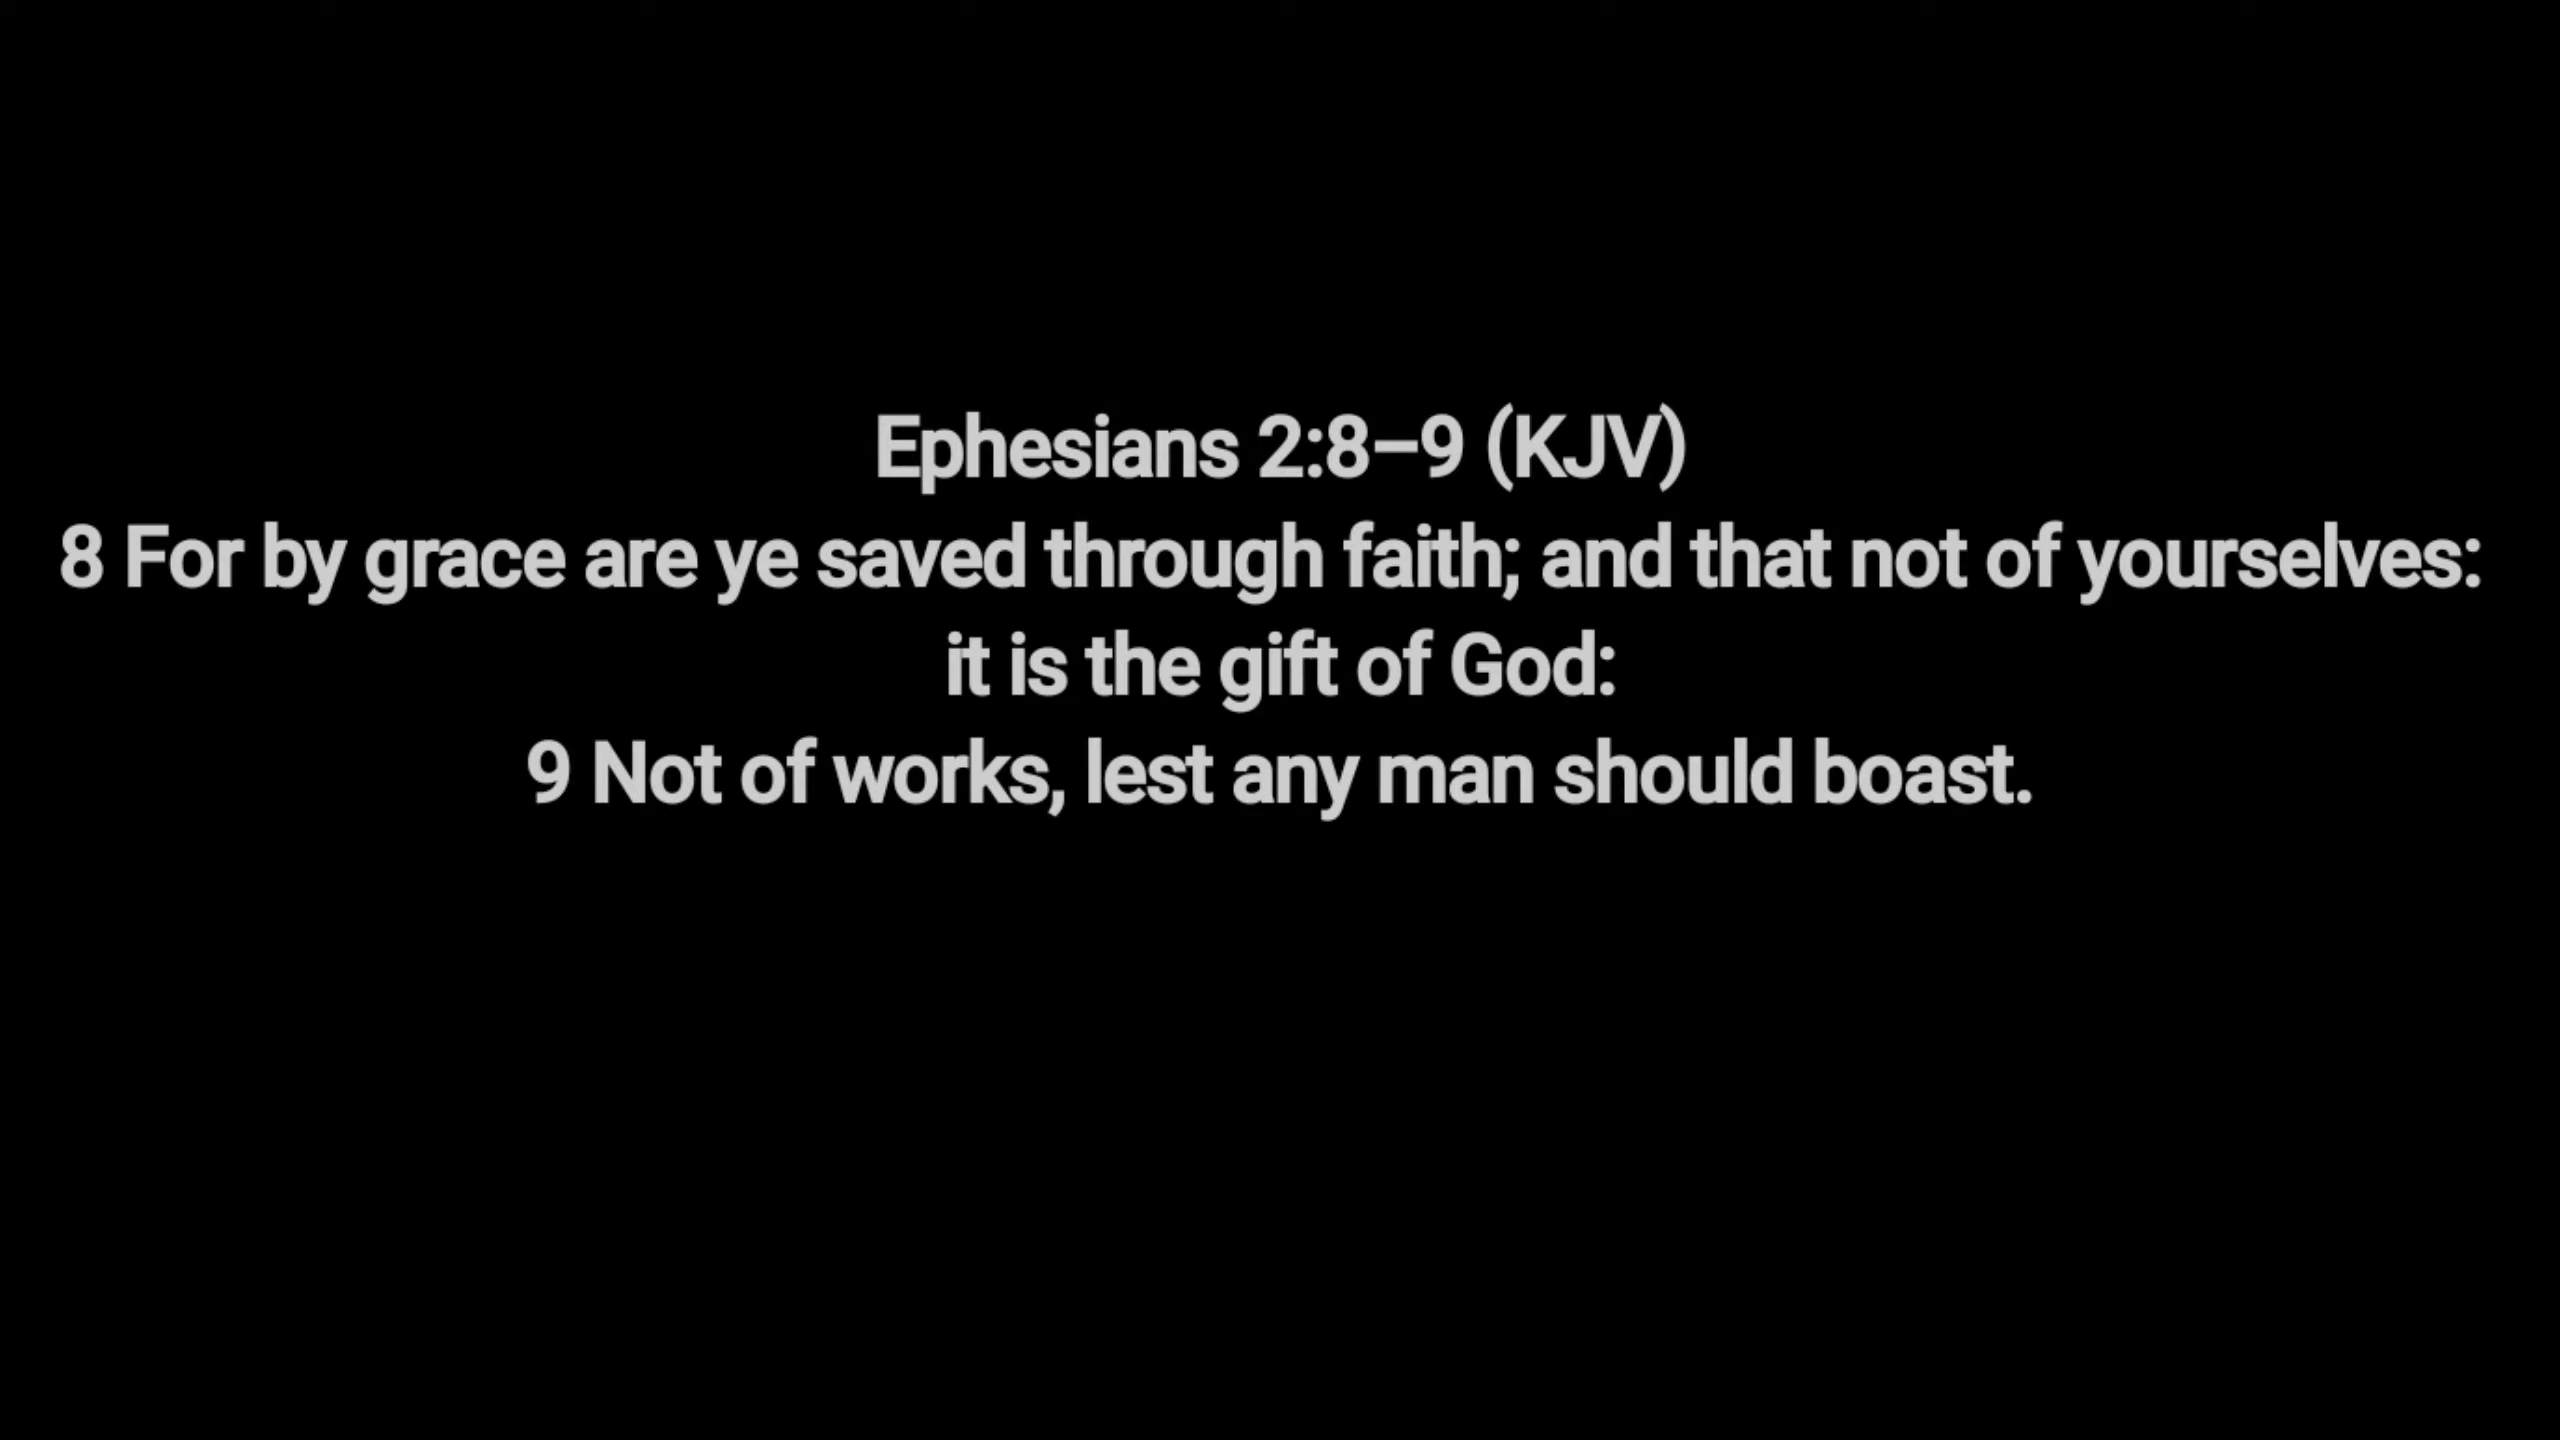 Ephesians 2:8–9 (KJV)
8 For by grace are ye saved through faith; and that not of yourselves:
it is the gift of God:
9 Not of works, lest any man should boast.